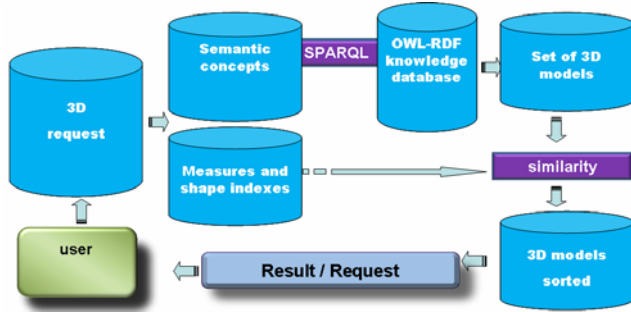 3D
request
Semantic
concepts
SPARQL
OWL-RDF
knowledge
database
Set of 3D
models
Measures and
shape indexes
similarity
user
Result / Request
3D models
sorted